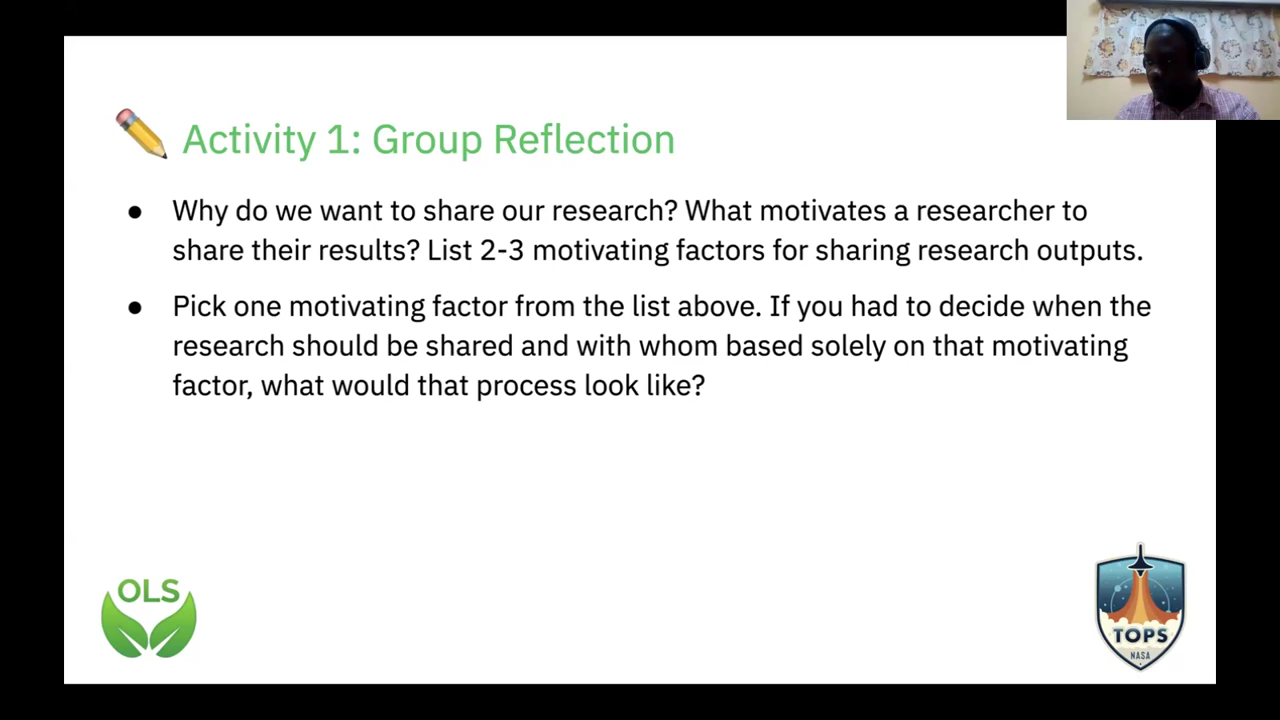 Activity 1: Group Reflection
● Why do we want to share our research? What motivates a researcher to
share their results? List 2-3 motivating factors for sharing research outputs.
● Pick one motivating factor from the list above. If you had to decide when the
research should be shared and with whom based solely on that motivating
factor, what would that process look like?
OLS
TOPS
NASA